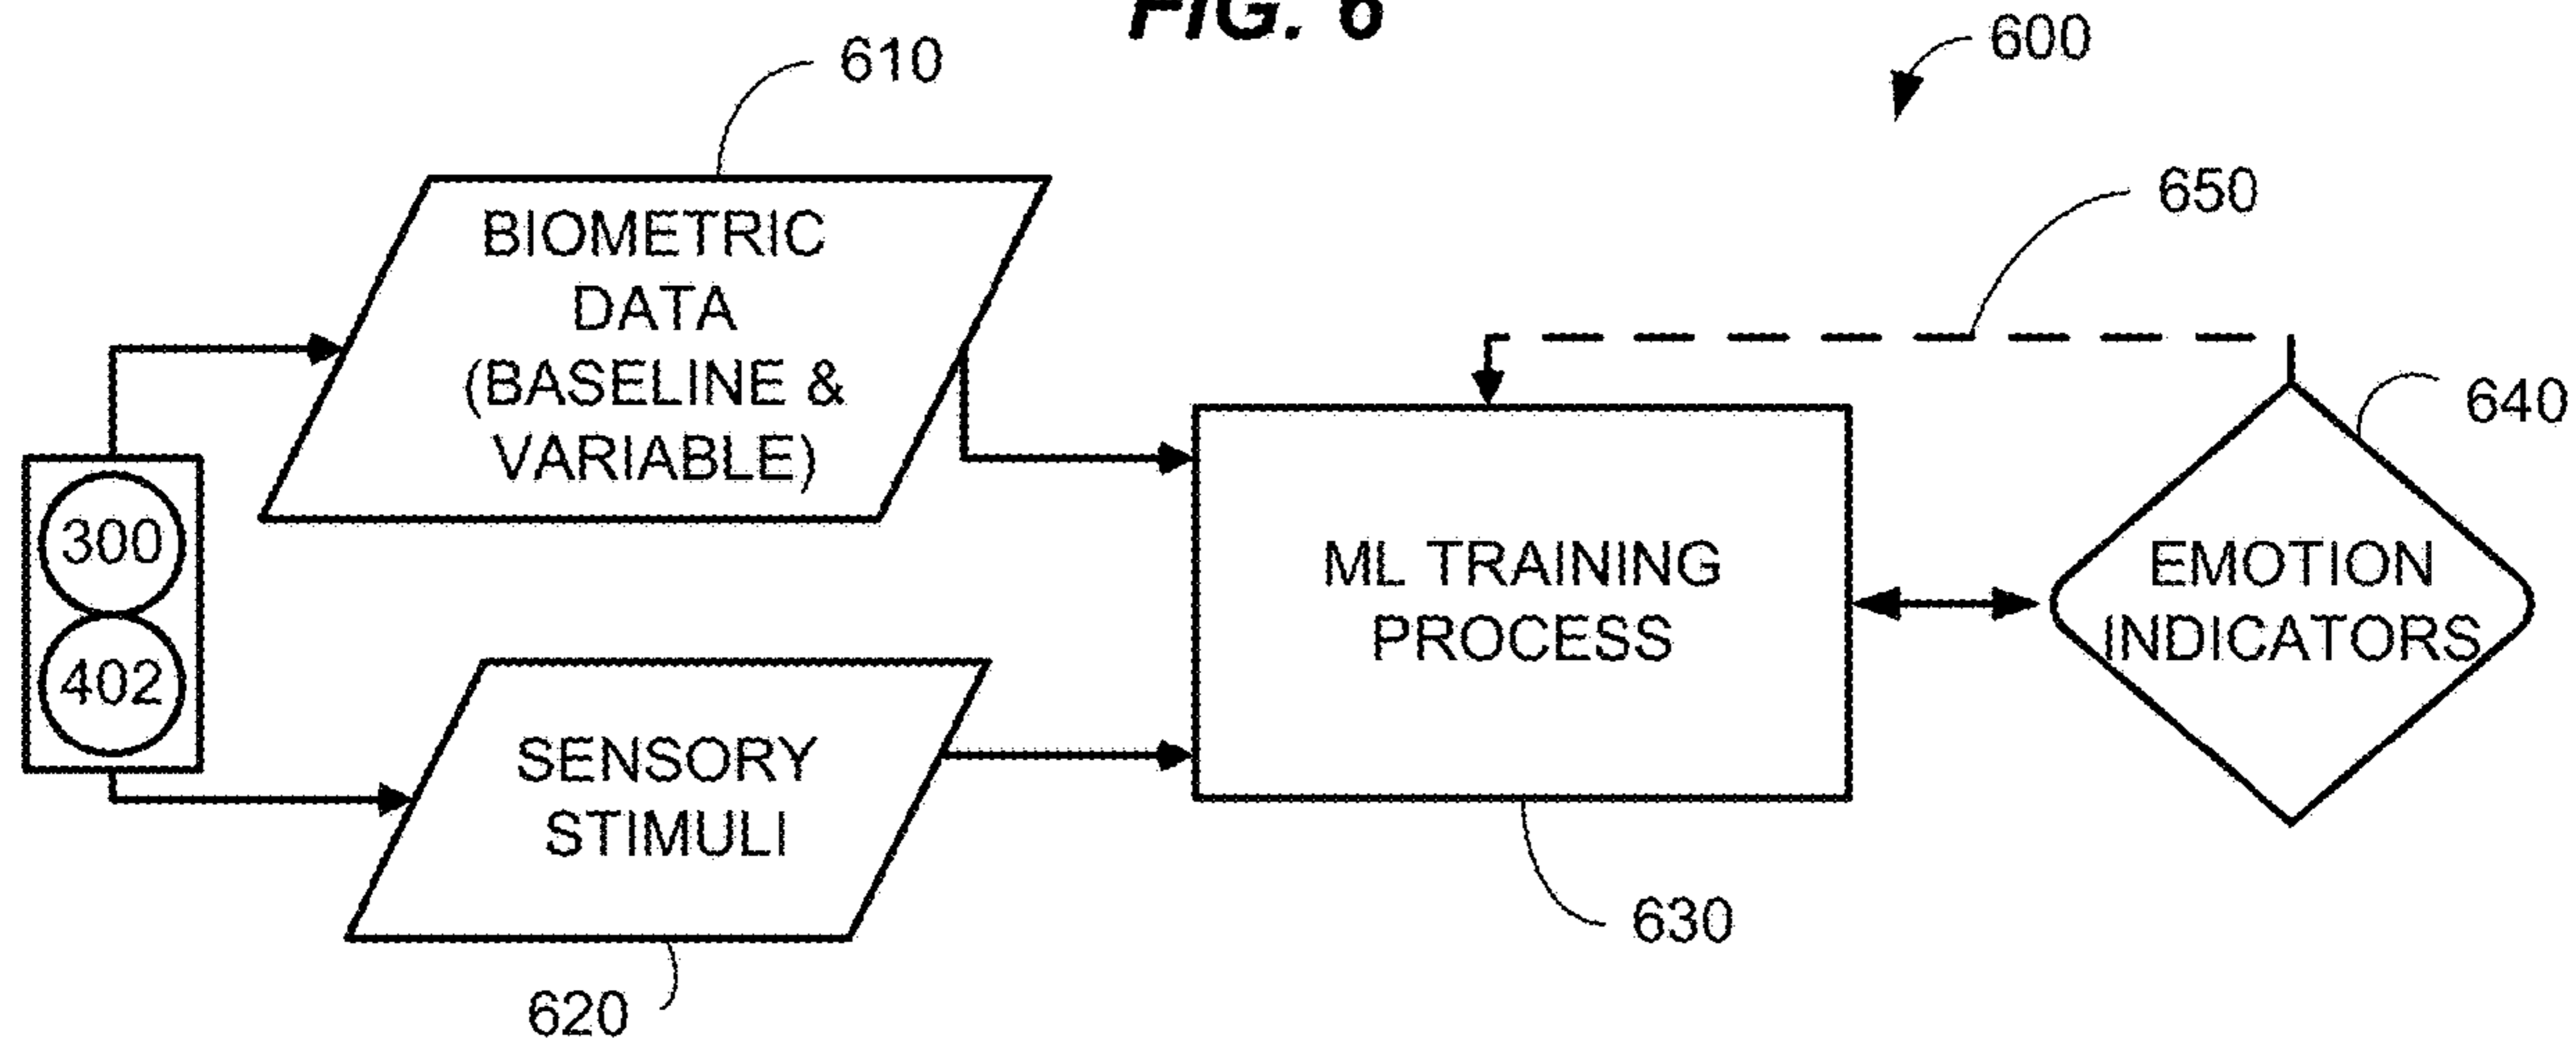 FIG. 6
600
610
650
BIOMETRIC
DATA
(BASELINE &
VARIABLE)
640
300
402
ML TRAINING
PROCESS
EMOTION
INDICATORS
SENSORY
STIMULI
630
620